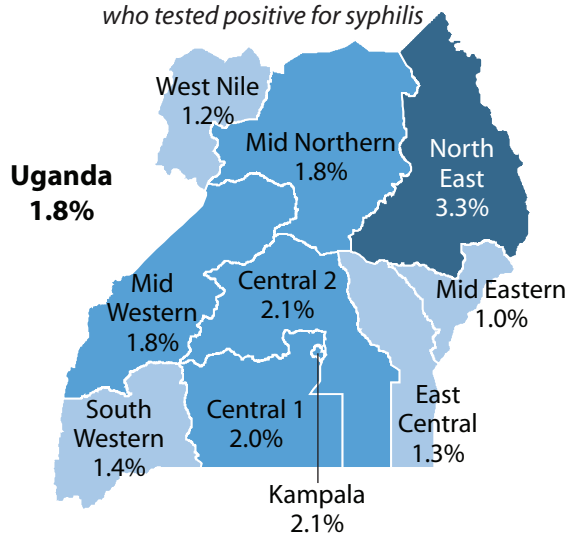 who tested positive for syphilis
West Nile
1.2%
Mid Northern
1.8%
North
East
3.3%
Uganda
1.8%
Mid
Western
1.8%
Central 2
2.1%
Mid Eastern
1.0%
South
Western
1.4%
Central 1
2.0%
East
Central
1.3%
Kampala
2.1%